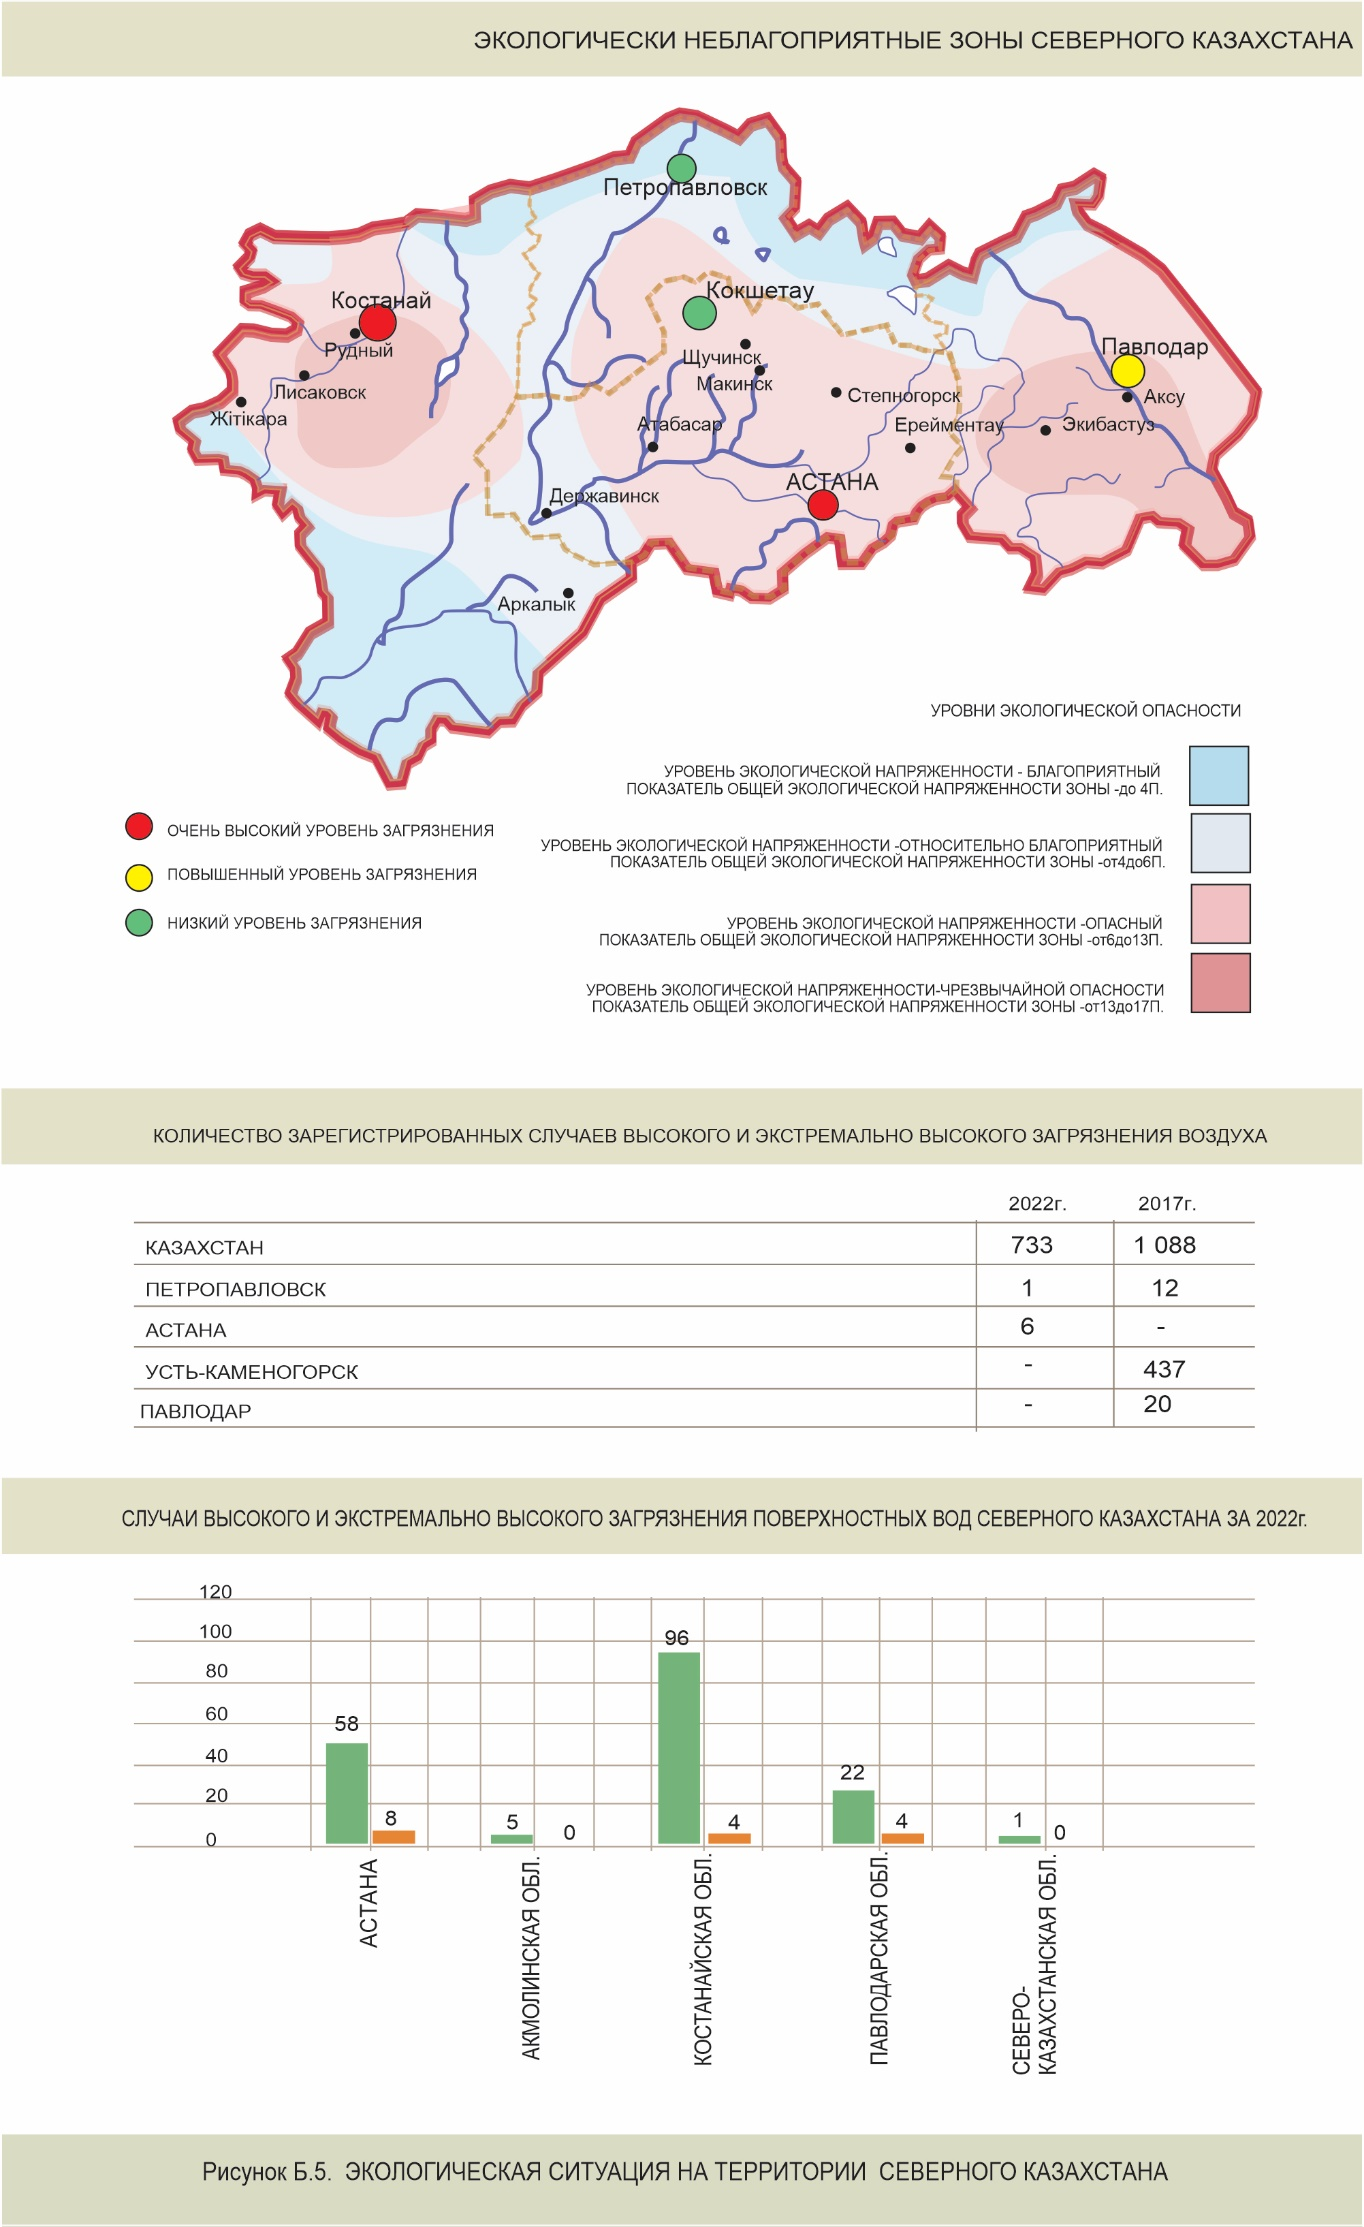 ЭКОЛОГИЧЕСКИ НЕБЛАГОПРИЯТНЫЕ ЗОНЫ СЕВЕРНОГО КАЗАХСТАНА
Петропавловск
Кокшетау
Костанай
Рудный
Павлодар
Щучинск
Макинск
Лисаковск
Степногорск
Аксу
Жітікара
Атабасар
Ерейментау
Экибастуз
АСТАНА
Державинск
Аркалык
УРОВНИ ЭКОЛОГИЧЕСКОЙ ОПАСНОСТИ
УРОВЕНЬ ЭКОЛОГИЧЕСКОЙ НАПРЯЖЕННОСТИ - БЛАГОПРИЯТНЫЙ
ПОКАЗАТЕЛЬ ОБЩЕЙ ЭКОЛОГИЧЕСКОЙ НАПРЯЖЕННОСТИ ЗОНЫ -до 4П.
УРОВЕНЬ ЭКОЛОГИЧЕСКОЙ НАПРЯЖЕННОСТИ -ОТНОСИТЕЛЬНО БЛАГОПРИЯТНЫЙ
ПОКАЗАТЕЛЬ ОБЩЕЙ ЭКОЛОГИЧЕСКОЙ НАПРЯЖЕННОСТИ ЗОНЫ -от4до6П.
УРОВЕНЬ ЭКОЛОГИЧЕСКОЙ НАПРЯЖЕННОСТИ -ОПАСНЫЙ
ПОКАЗАТЕЛЬ ОБЩЕЙ ЭКОЛОГИЧЕСКОЙ НАПРЯЖЕННОСТИ ЗОНЫ -от6до13П.
УРОВЕНЬ ЭКОЛОГИЧЕСКОЙ НАПРЯЖЕННОСТИ-ЧРЕЗВЫЧАЙНОЙ ОПАСНОСТИ
ПОКАЗАТЕЛЬ ОБЩЕЙ ЭКОЛОГИЧЕСКОЙ НАПРЯЖЕННОСТИ ЗОНЫ -от13до17П.
ОЧЕНЬ ВЫСОКИЙ УРОВЕНЬ ЗАГРЯЗНЕНИЯ
ПОВЫШЕННЫЙ УРОВЕНЬ ЗАГРЯЗНЕНИЯ
НИЗКИЙ УРОВЕНЬ ЗАГРЯЗНЕНИЯ
КОЛИЧЕСТВО ЗАРЕГИСТРИРОВАННЫХ СЛУЧАЕВ ВЫСОКОГО И ЭКСТРЕМАЛЬНО ВЫСОКОГО ЗАГРЯЗНЕНИЯ ВОЗДУХА
2022г. 2017г.
КАЗАХСТАН 733 1 088
ПЕТРОПАВЛОВСК 1 12
АСТАНА 6 -
УСТЬ-КАМЕНОГОРСК - 437
ПАВЛОДАР - 20
СЛУЧАИ ВЫСОКОГО И ЭКСТРЕМАЛЬНО ВЫСОКОГО ЗАГРЯЗНЕНИЯ ПОВЕРХНОСТНЫХ ВОД СЕВЕРНОГО КАЗАХСТАНА ЗА 2022г.
120
100
80
60
40
20
0
58
8
5
0
96
4
22
4
1
0
АСТАНА
АКМОЛИНСКАЯ ОБЛ.
КОСТАНАЙСКАЯ ОБЛ.
ПАВЛОДАРСКАЯ ОБЛ.
СЕВЕРО-
КАЗАХСТАНСКАЯ ОБЛ.
Рисунок Б.5. ЭКОЛОГИЧЕСКАЯ СИТУАЦИЯ НА ТЕРРИТОРИИ СЕВЕРНОГО КАЗАХСТАНА